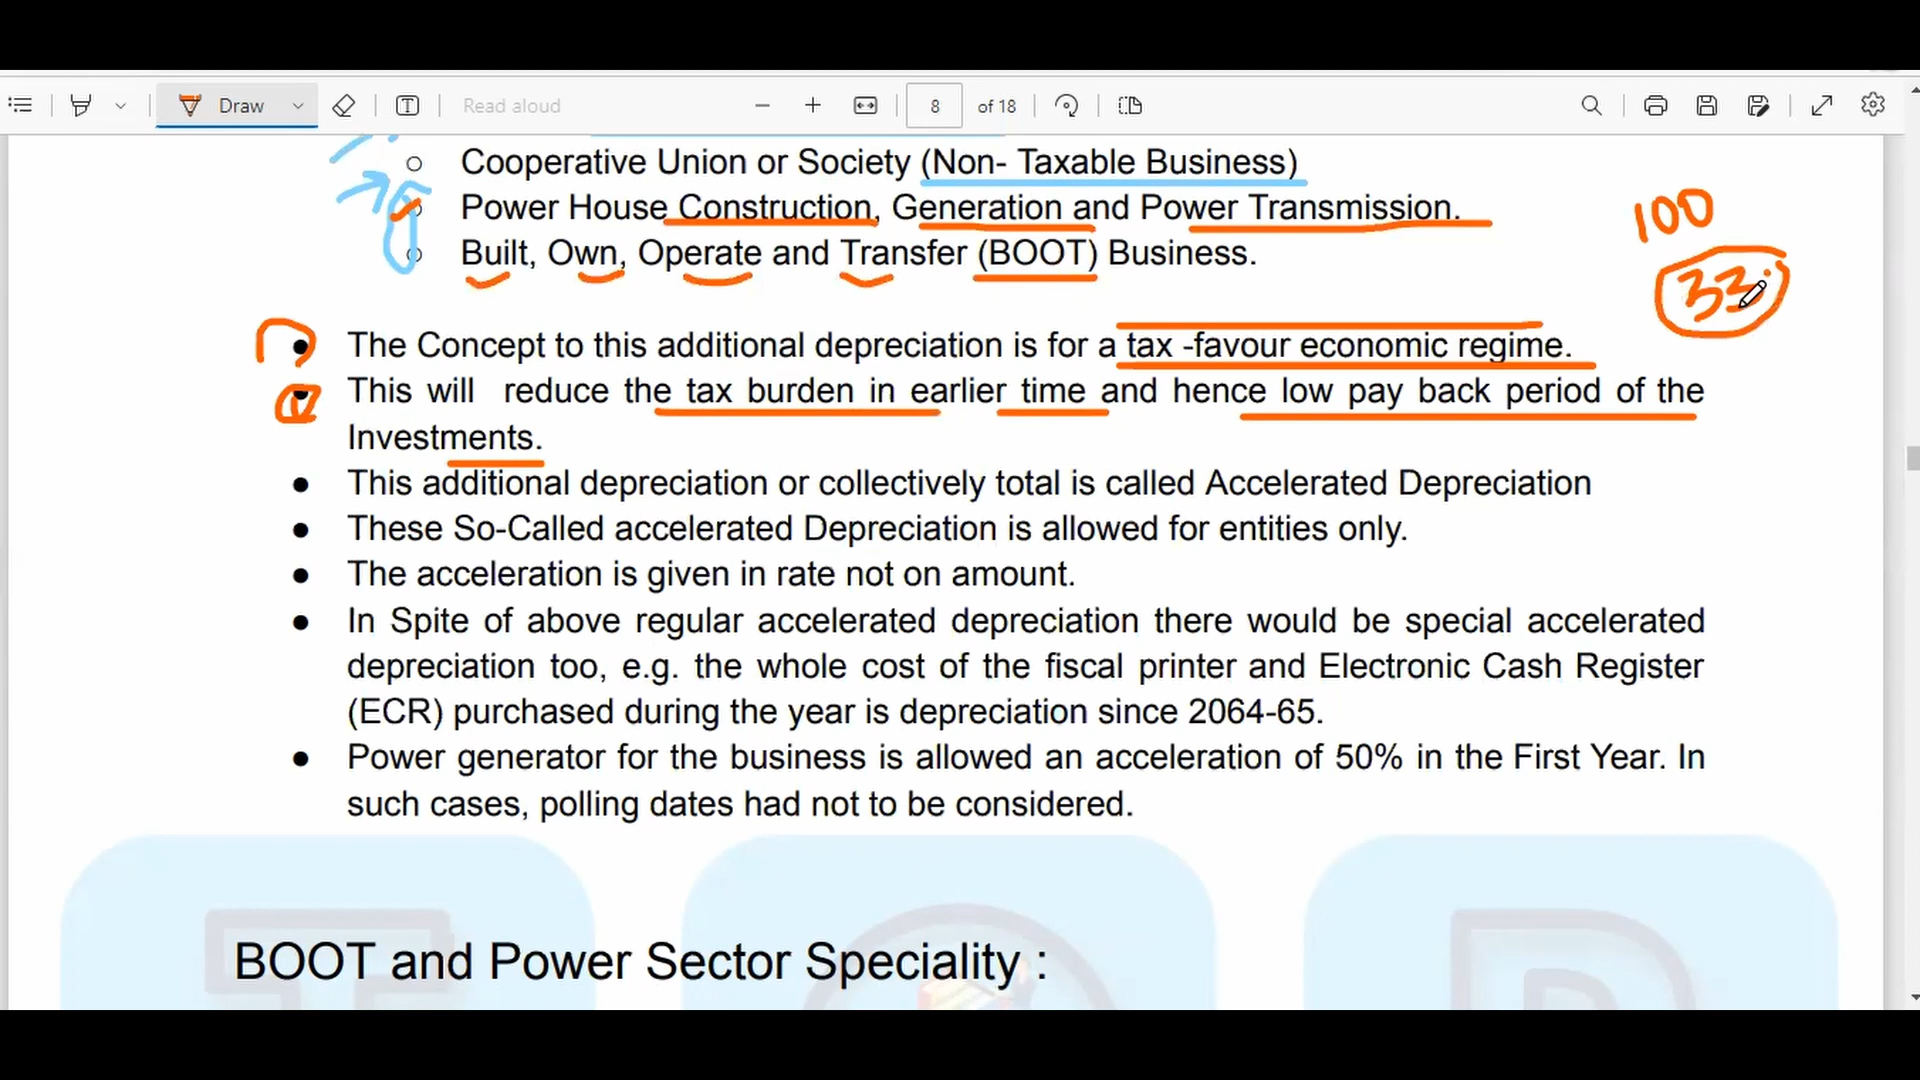 Draw
Read aloud
8 of 18
Cooperative Union or Society (Non- Taxable Business)
Power House Construction, Generation and Power Transmission.
100
Built, Own, Operate and Transfer (BOOT) Business.
33
The Concept to this additional depreciation is for a tax -favour economic regime.
This will reduce the tax burden in earlier time and hence low pay back period of the
Investments.
This additional depreciation or collectively total is called Accelerated Depreciation
These So-Called accelerated Depreciation is allowed for entities only.
The acceleration is given in rate not on amount.
In Spite of above regular accelerated depreciation there would be special accelerated
depreciation too, e.g. the whole cost of the fiscal printer and Electronic Cash Register
(ECR) purchased during the year is depreciation since 2064-65.
Power generator for the business is allowed an acceleration of 50% in the First Year. In
such cases, polling dates had not to be considered.
BOOT and Power Sector Speciality :